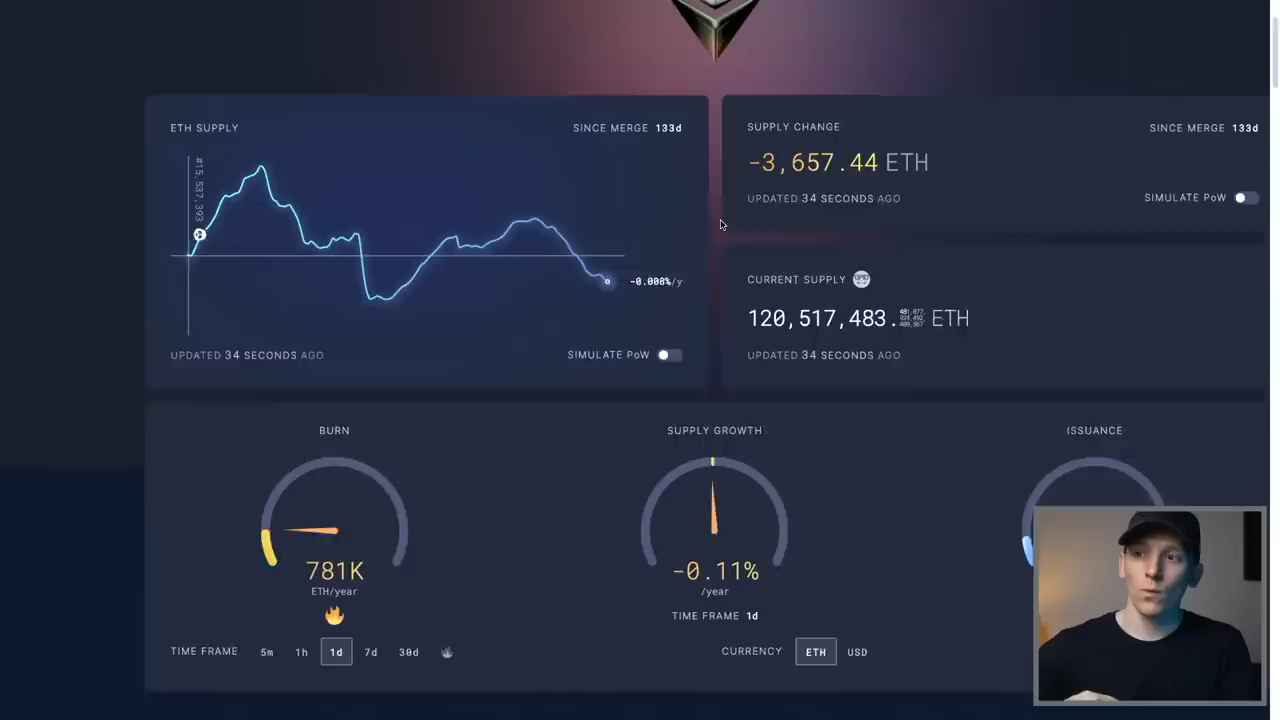 ETH SUPPLY
SINCE MERGE 133d
#15,537,393
-0.008%/y
UPDATED 34 SECONDS AGO
SIMULATE PoW
SUPPLY CHANGE
SINCE MERGE 133d
-3,657.44 ETH
UPDATED 34 SECONDS AGO
SIMULATE PoW
CURRENT SUPPLY
120,517,483. ETH
UPDATED 34 SECONDS AGO
BURN
781K
ETH/year
SUPPLY GROWTH
-0.11%
/year
TIME FRAME 1d
ISSUANCE
TIME FRAME 5m 1h 1d 7d 30d
CURRENCY ETH USD